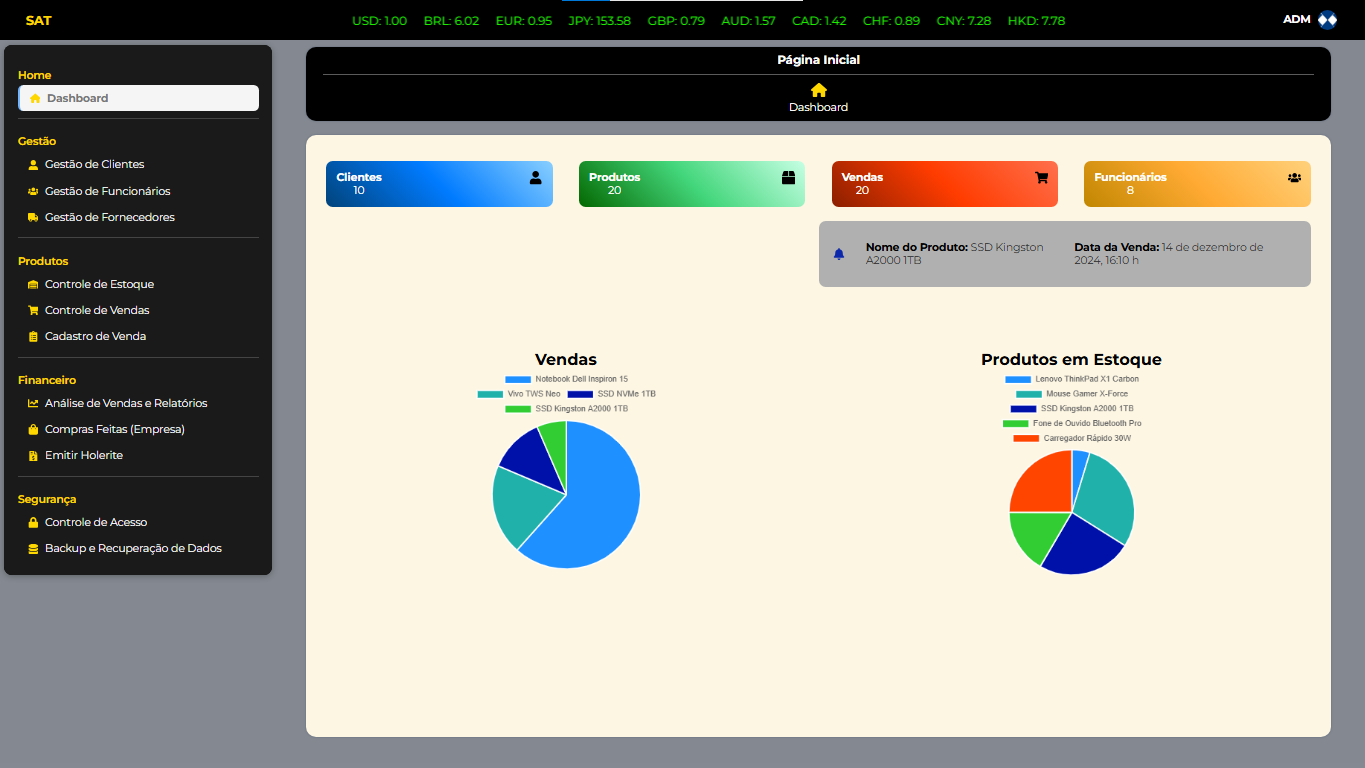 SAT
USD: 1.00 BRL: 6.02 EUR: 0.95 JPY: 153.58 GBP: 0.79 AUD: 1.57 CAD: 1.42 CHF: 0.89 CNY: 7.28 HKD: 7.78
ADM
Home
Dashboard
Gestão
Gestão de Clientes
Gestão de Funcionários
Gestão de Fornecedores
Produtos
Controle de Estoque
Controle de Vendas
Cadastro de Venda
Financeiro
Análise de Vendas e Relatórios
Compras Feitas (Empresa)
Emitir Holerite
Segurança
Controle de Acesso
Backup e Recuperação de Dados
Página Inicial
Dashboard
Clientes
10
Produtos
20
Vendas
20
Funcionários
8
Nome do Produto: SSD Kingston
A2000 1TB
Data da Venda: 14 de dezembro de
2024, 16:10 h
Vendas
Notebook Dell Inspiron 15
Vivo TWS Neo SSD NVMe 1TB
SSD Kingston A2000 1TB
Produtos em Estoque
Lenovo ThinkPad X1 Carbon
Mouse Gamer X-Force
SSD Kingston A2000 1TB
Fone de Ouvido Bluetooth Pro
Carregador Rápido 30W